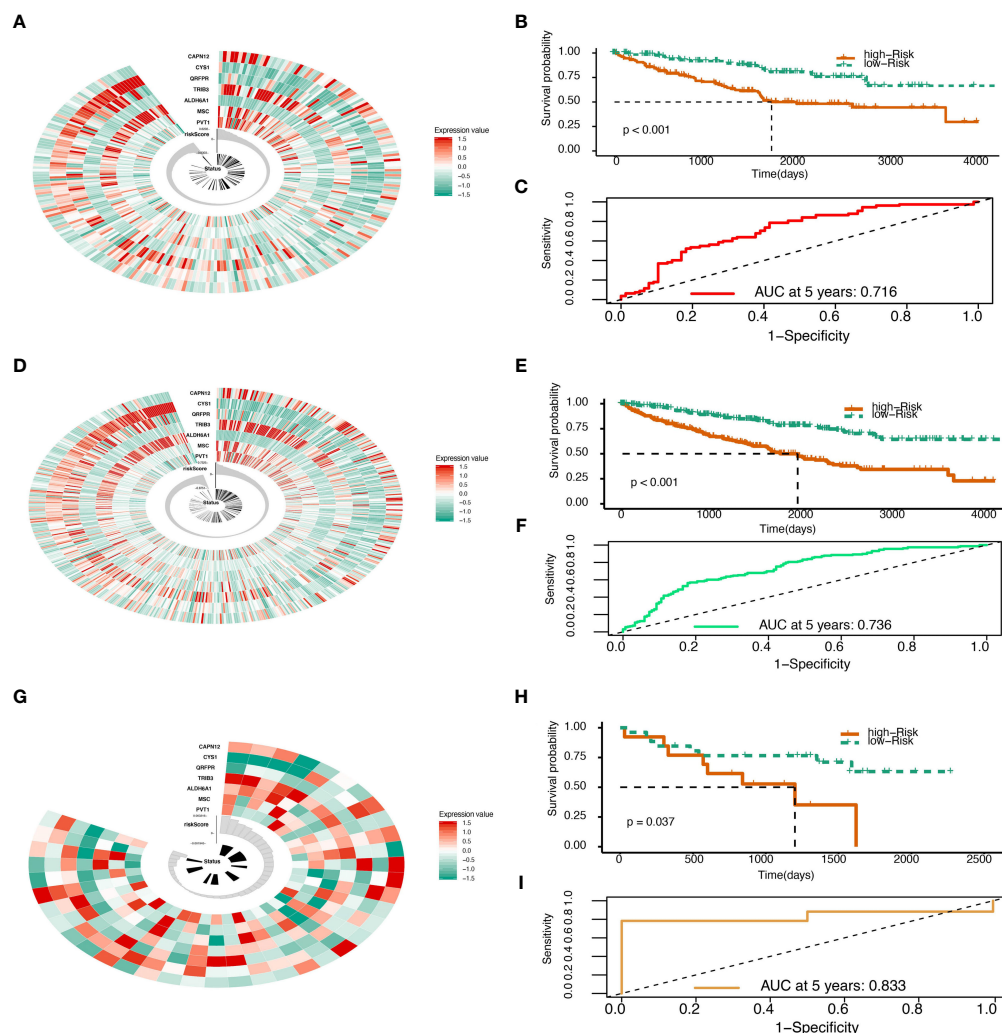 A
CAPN12
CYS1
QRFPR
TRIB3
ALDH6A1
MSC
PVT1
riskScore
Status
Expression value
1.5
1.0
0.5
0.0
−0.5
−1.0
−1.5
B
Survival probability
1.00
0.75
0.50
0.25
0.00
high-Risk
low-Risk
p < 0.001
0
1000
2000
3000
4000
Time(days)
C
Sensitivity
0.0 0.2 0.4 0.6 0.8 1.0
AUC at 5 years: 0.716
0.0
0.2
0.4
0.6
0.8
1.0
1−Specificity
D
CAPN12
CYS1
QRFPR
TRIB3
ALDH6A1
MSC
PVT1
riskScore
Status
Expression value
1.5
1.0
0.5
0.0
−0.5
−1.0
−1.5
E
Survival probability
1.00
0.75
0.50
0.25
0.00
high-Risk
low-Risk
p < 0.001
0
1000
2000
3000
4000
Time(days)
F
Sensitivity
0.0 0.2 0.4 0.6 0.8 1.0
AUC at 5 years: 0.736
0.0
0.2
0.4
0.6
0.8
1.0
1−Specificity
G
CAPN12
CYS1
QRFPR
TRIB3
ALDH6A1
MSC
PVT1
riskScore
Status
Expression value
1.5
1.0
0.5
0.0
−0.5
−1.0
−1.5
H
Survival probability
1.00
0.75
0.50
0.25
0.00
high-Risk
low-Risk
p = 0.037
0
500
1000
1500
2000
2500
Time(days)
I
Sensitivity
0.0 0.2 0.4 0.6 0.8 1.0
AUC at 5 years: 0.833
0.0
0.2
0.4
0.6
0.8
1.0
1−Specificity